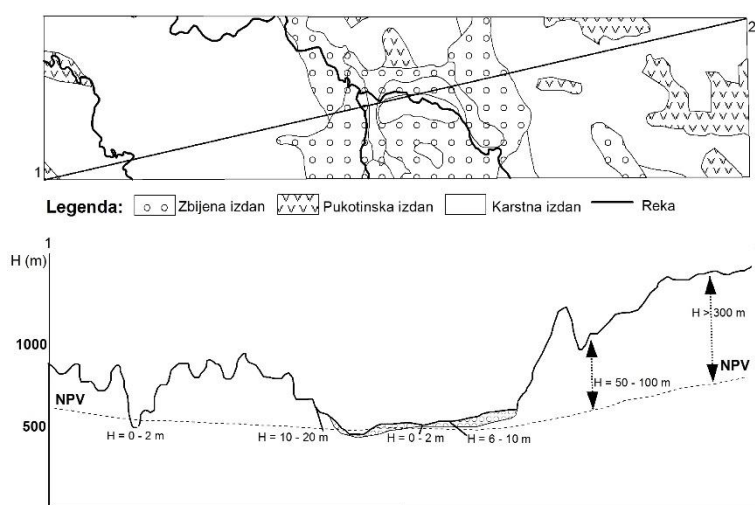 2
1
Legenda: Zbijena izdan Pukotinska izdan Karstna izdan Reka
1
H (m)
H > 300 m
1000
NPV
H = 50 - 100 m
NPV
500
H = 0 - 2 m
H = 10 - 20 m
H = 0 - 2 m
H = 6 - 10 m